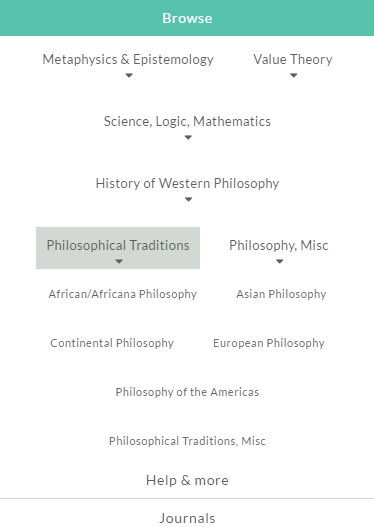 Browse
Metaphysics & Epistemology Value Theory
Science, Logic, Mathematics
History of Western Philosophy
Philosophical Traditions Philosophy, Misc
African/Africana Philosophy Asian Philosophy
Continental Philosophy European Philosophy
Philosophy of the Americas
Philosophical Traditions, Misc
Help & more
Journals